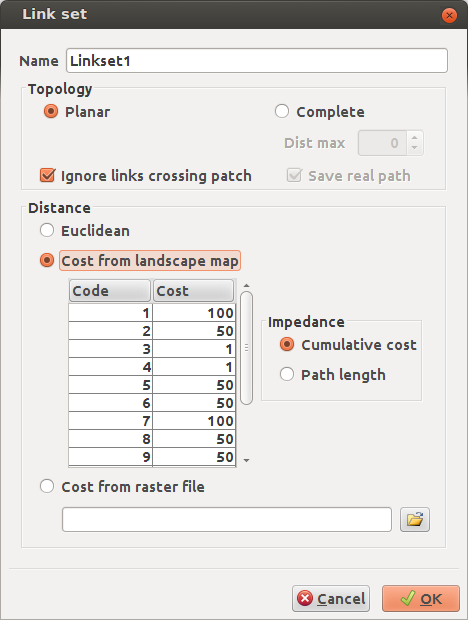 Link set
Name Linkset1
Topology
Planar Complete
Dist max 0
Ignore links crossing patch Save real path
Distance
Euclidean
Cost from landscape map
Code Cost
1 100
2 50
3 1
4 1
5 50
6 50
7 100
8 50
9 50
Impedance
Cumulative cost
Path length
Cost from raster file
Cancel OK